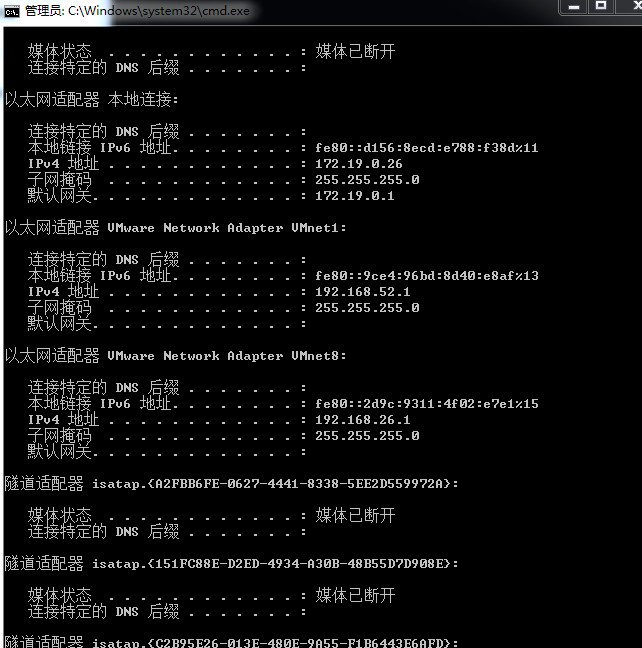 管理员: C:\Windows\system32\cmd.exe
媒体状态 . . . . . . . . . . . . : 媒体已断开
连接特定的 DNS 后缀 . . . . . . . :
以太网适配器 本地连接:
连接特定的 DNS 后缀 . . . . . . . :
本地链接 IPv6 地址. . . . . . . . : fe80::d156:8ecd:e788:f38d%11
IPv4 地址 . . . . . . . . . . . . : 172.19.0.26
子网掩码 . . . . . . . . . . . . : 255.255.255.0
默认网关. . . . . . . . . . . . . : 172.19.0.1
以太网适配器 VMware Network Adapter VMnet1:
连接特定的 DNS 后缀 . . . . . . . :
本地链接 IPv6 地址. . . . . . . . : fe80::9ce4:96bd:8d40:e8af%13
IPv4 地址 . . . . . . . . . . . . : 192.168.52.1
子网掩码 . . . . . . . . . . . . : 255.255.255.0
默认网关. . . . . . . . . . . . . :
以太网适配器 VMware Network Adapter VMnet8:
连接特定的 DNS 后缀 . . . . . . . :
本地链接 IPv6 地址. . . . . . . . : fe80::2d9c:9311:4f02:e7e1%15
IPv4 地址 . . . . . . . . . . . . : 192.168.26.1
子网掩码 . . . . . . . . . . . . : 255.255.255.0
默认网关. . . . . . . . . . . . . :
隧道适配器 isatap.{A2FBB6FE-0627-4441-8338-5EE2D559972A}:
媒体状态 . . . . . . . . . . . . : 媒体已断开
连接特定的 DNS 后缀 . . . . . . . :
隧道适配器 isatap.{151FC88E-D2ED-4934-A30B-48B55D7D908E}:
媒体状态 . . . . . . . . . . . . : 媒体已断开
连接特定的 DNS 后缀 . . . . . . . :
隧道适配器 isatap.{C2B95E26-013E-480E-9A55-F1B6443E6AFD}: